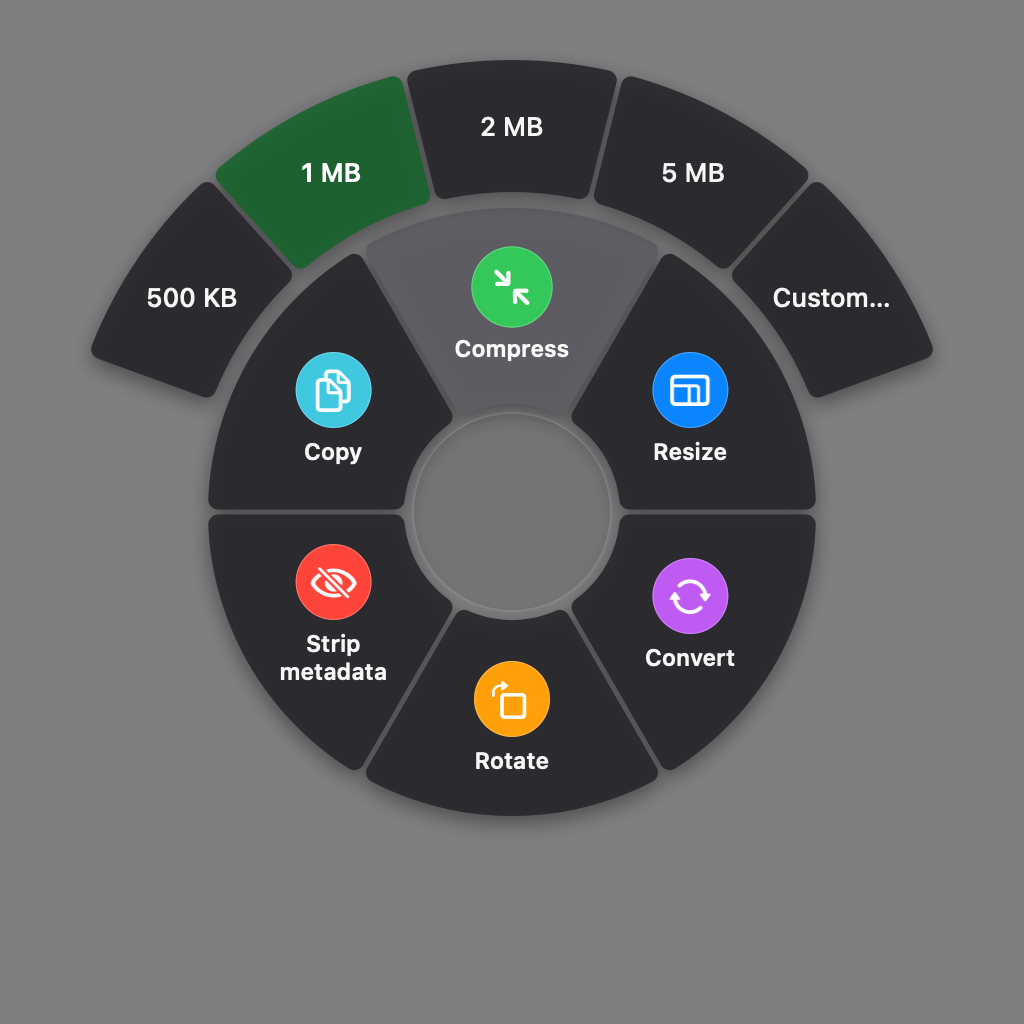 2 MB
1 MB
5 MB
500 KB
Custom...
Compress
Copy
Resize
Strip
metadata
Convert
Rotate